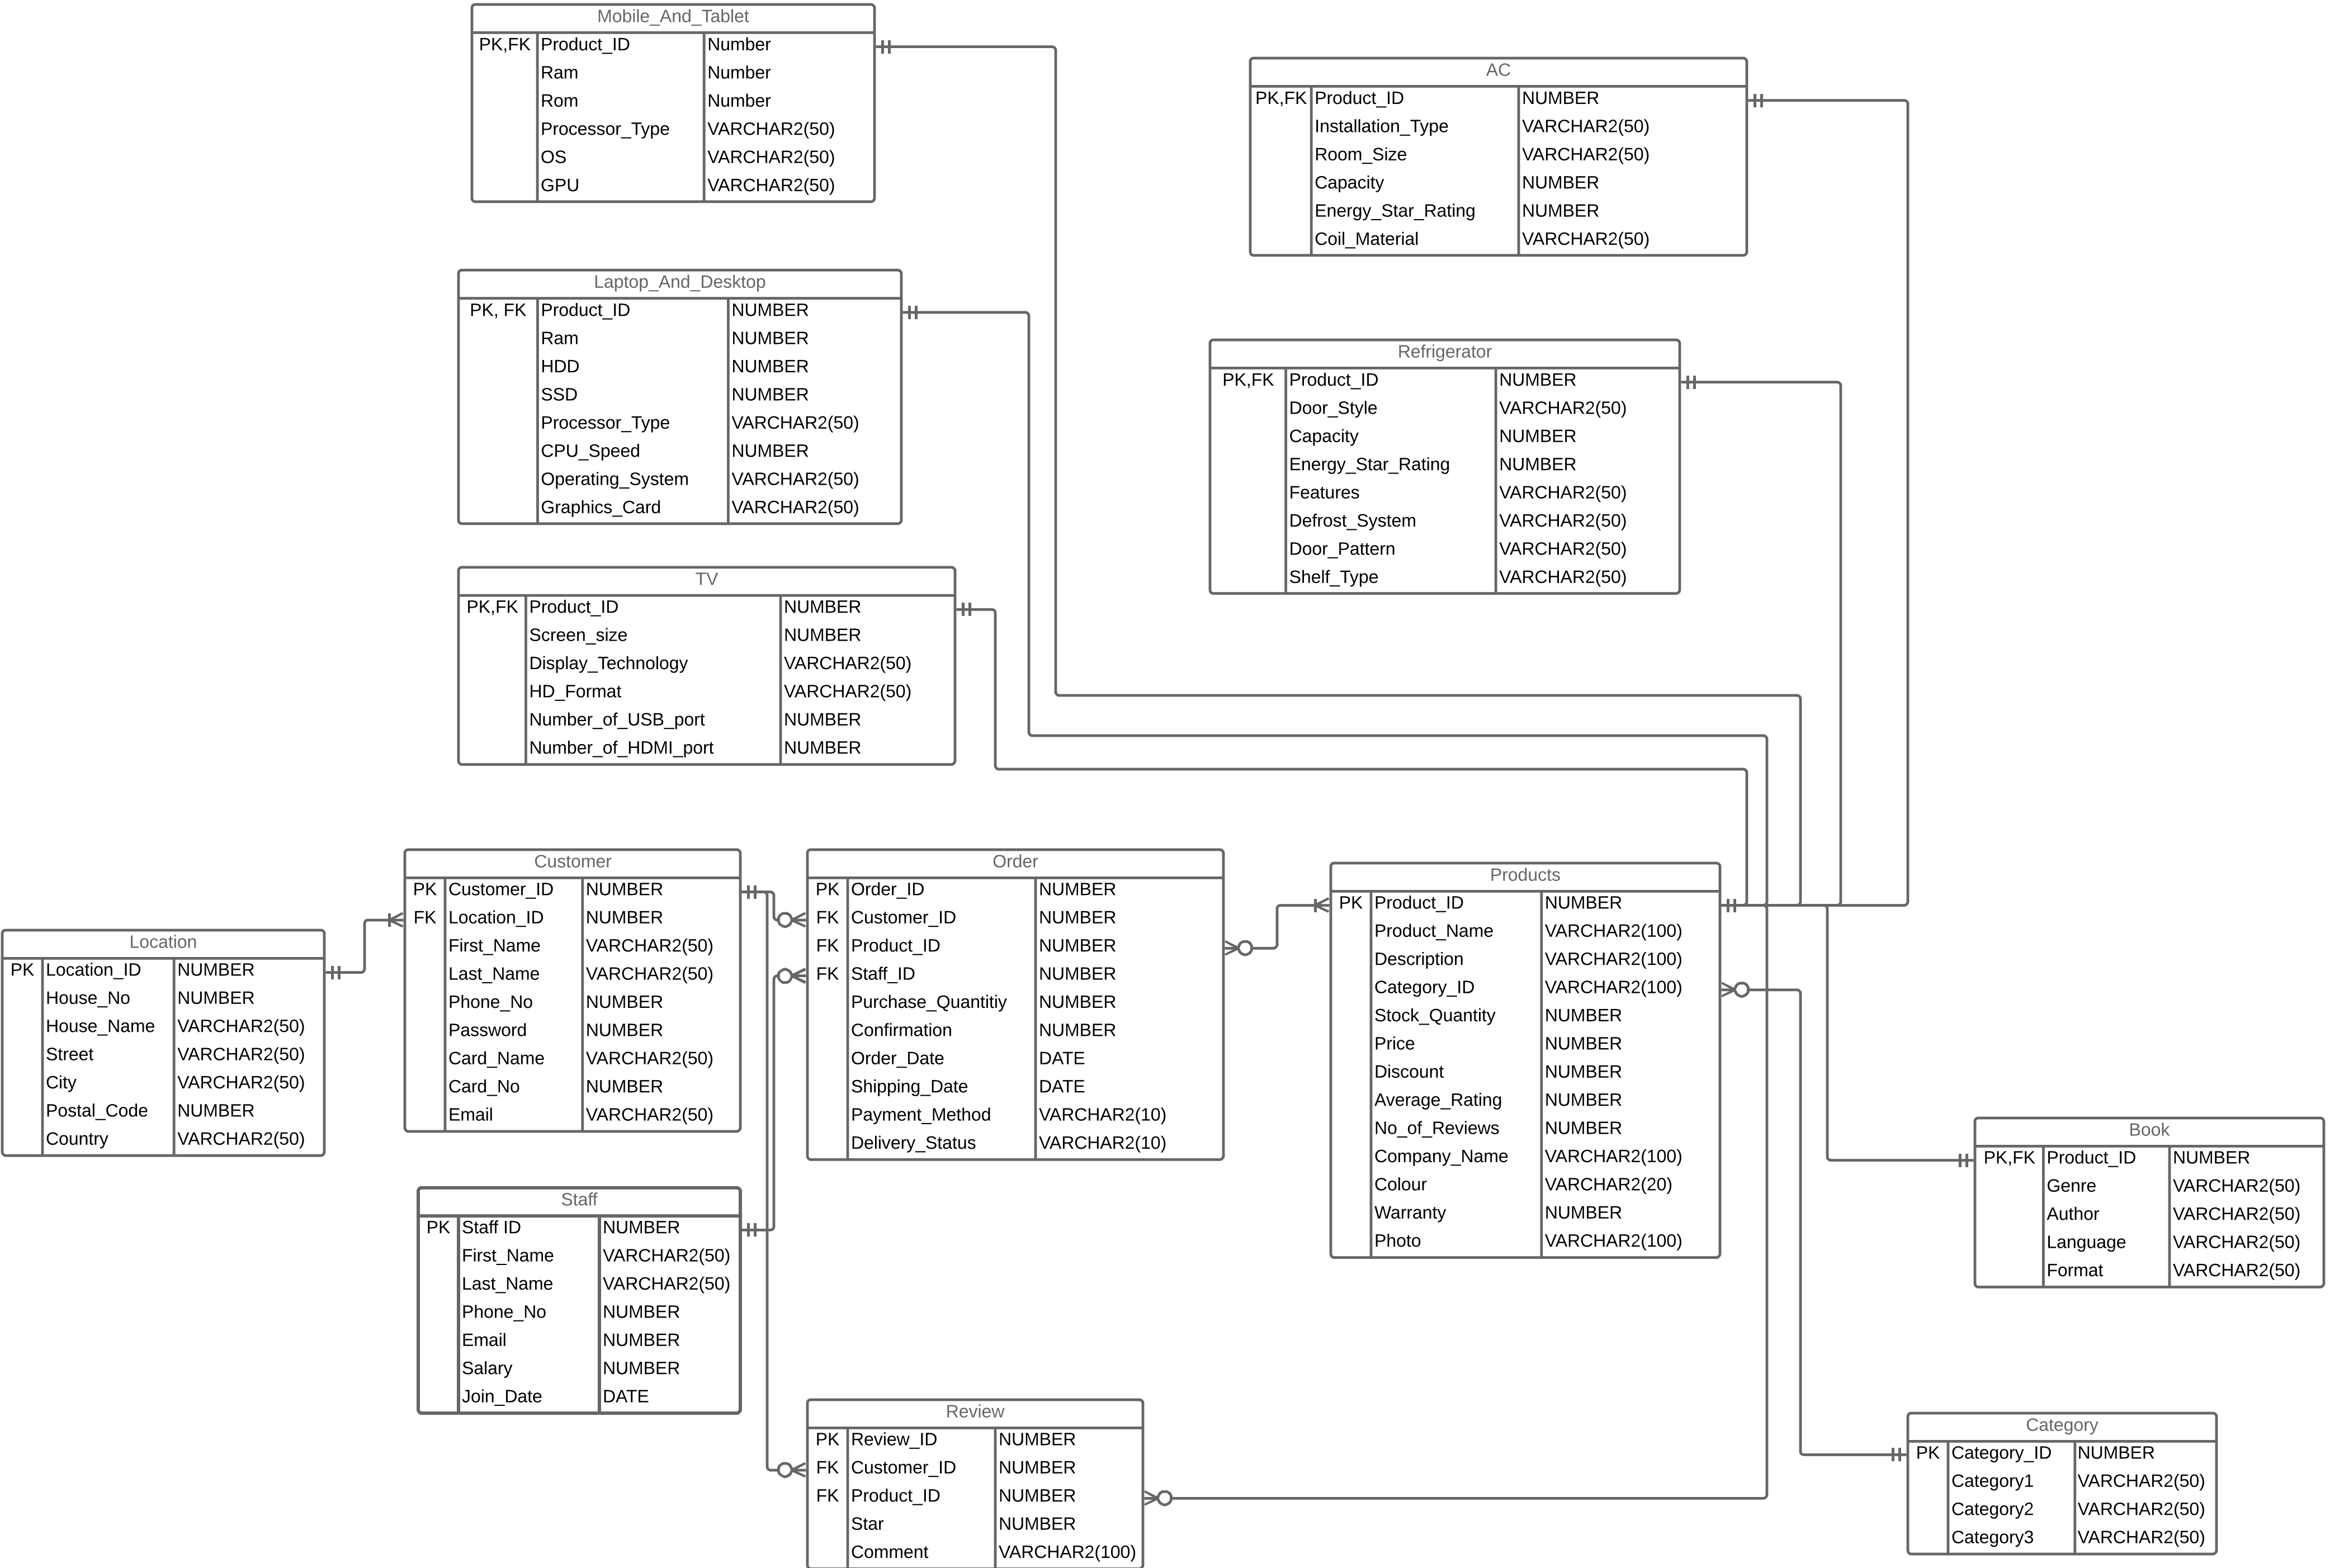 Mobile_And_Tablet
PK,FK Product_ID Number
Ram Number
Rom Number
Processor_Type VARCHAR2(50)
OS VARCHAR2(50)
GPU VARCHAR2(50)
AC
PK,FK Product_ID NUMBER
Installation_Type VARCHAR2(50)
Room_Size VARCHAR2(50)
Capacity NUMBER
Energy_Star_Rating NUMBER
Coil_Material VARCHAR2(50)
Laptop_And_Desktop
PK, FK Product_ID NUMBER
Ram NUMBER
HDD NUMBER
SSD NUMBER
Processor_Type VARCHAR2(50)
CPU_Speed NUMBER
Operating_System VARCHAR2(50)
Graphics_Card VARCHAR2(50)
Refrigerator
PK,FK Product_ID NUMBER
Door_Style VARCHAR2(50)
Capacity NUMBER
Energy_Star_Rating NUMBER
Features VARCHAR2(50)
Defrost_System VARCHAR2(50)
Door_Pattern VARCHAR2(50)
Shelf_Type VARCHAR2(50)
TV
PK,FK Product_ID NUMBER
Screen_size NUMBER
Display_Technology VARCHAR2(50)
HD_Format VARCHAR2(50)
Number_of_USB_port NUMBER
Number_of_HDMI_port NUMBER
Location
PK Location_ID NUMBER
House_No NUMBER
House_Name VARCHAR2(50)
Street VARCHAR2(50)
City VARCHAR2(50)
Postal_Code NUMBER
Country VARCHAR2(50)
Customer
PK Customer_ID NUMBER
FK Location_ID NUMBER
First_Name VARCHAR2(50)
Last_Name VARCHAR2(50)
Phone_No NUMBER
Password NUMBER
Card_Name VARCHAR2(50)
Card_No NUMBER
Email VARCHAR2(50)
Order
PK Order_ID NUMBER
FK Customer_ID NUMBER
FK Product_ID NUMBER
FK Staff_ID NUMBER
Purchase_Quantitiy NUMBER
Confirmation NUMBER
Order_Date DATE
Shipping_Date DATE
Payment_Method VARCHAR2(10)
Delivery_Status VARCHAR2(10)
Products
PK Product_ID NUMBER
Product_Name VARCHAR2(100)
Description VARCHAR2(100)
Category_ID VARCHAR2(100)
Stock_Quantity NUMBER
Price NUMBER
Discount NUMBER
Average_Rating NUMBER
No_of_Reviews NUMBER
Company_Name VARCHAR2(100)
Colour VARCHAR2(20)
Warranty NUMBER
Photo VARCHAR2(100)
Book
PK,FK Product_ID NUMBER
Genre VARCHAR2(50)
Author VARCHAR2(50)
Language VARCHAR2(50)
Format VARCHAR2(50)
Staff
PK Staff ID NUMBER
First_Name VARCHAR2(50)
Last_Name VARCHAR2(50)
Phone_No NUMBER
Email NUMBER
Salary NUMBER
Join_Date DATE
Review
PK Review_ID NUMBER
FK Customer_ID NUMBER
FK Product_ID NUMBER
Star NUMBER
Comment VARCHAR2(100)
Category
PK Category_ID NUMBER
Category1 VARCHAR2(50)
Category2 VARCHAR2(50)
Category3 VARCHAR2(50)